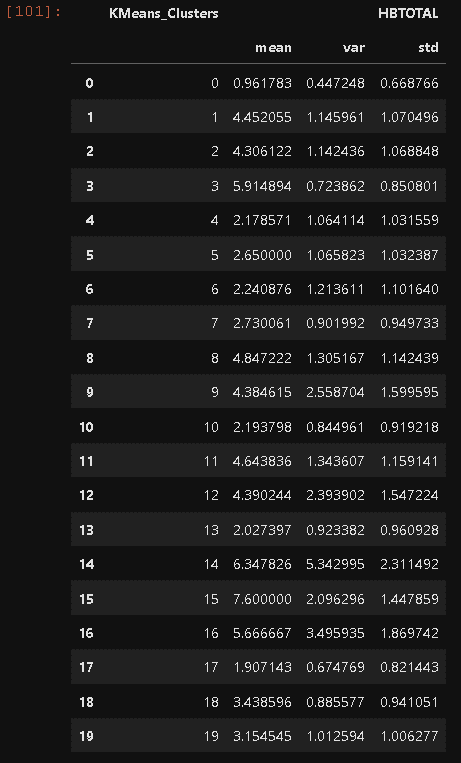 [101]: KMeans_Clusters HBTOTAL
mean var std
0 0 0.961783 0.447248 0.668766
1 1 4.452055 1.145961 1.070496
2 2 4.306122 1.142436 1.068848
3 3 5.914894 0.723862 0.850801
4 4 2.178571 1.064114 1.031559
5 5 2.650000 1.065823 1.032387
6 6 2.240876 1.213611 1.101640
7 7 2.730061 0.901992 0.949733
8 8 4.847222 1.305167 1.142439
9 9 4.384615 2.558704 1.599595
10 10 2.193798 0.844961 0.919218
11 11 4.643836 1.343607 1.159141
12 12 4.390244 2.393902 1.547224
13 13 2.027397 0.923382 0.960928
14 14 6.347826 5.342995 2.311492
15 15 7.600000 2.096296 1.447859
16 16 5.666667 3.495935 1.869742
17 17 1.907143 0.674769 0.821443
18 18 3.438596 0.885577 0.941051
19 19 3.154545 1.012594 1.006277